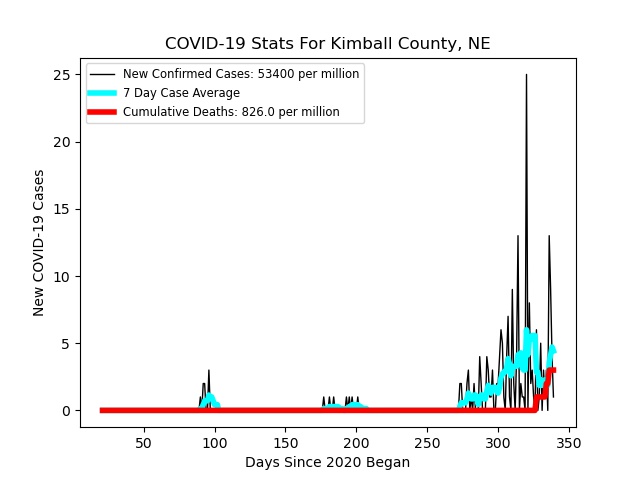 COVID-19 Stats For Kimball County, NE
New Confirmed Cases: 53400 per million
7 Day Case Average
Cumulative Deaths: 826.0 per million
25
20
15
10
5
0
New COVID-19 Cases
50 100 150 200 250 300 350
Days Since 2020 Began